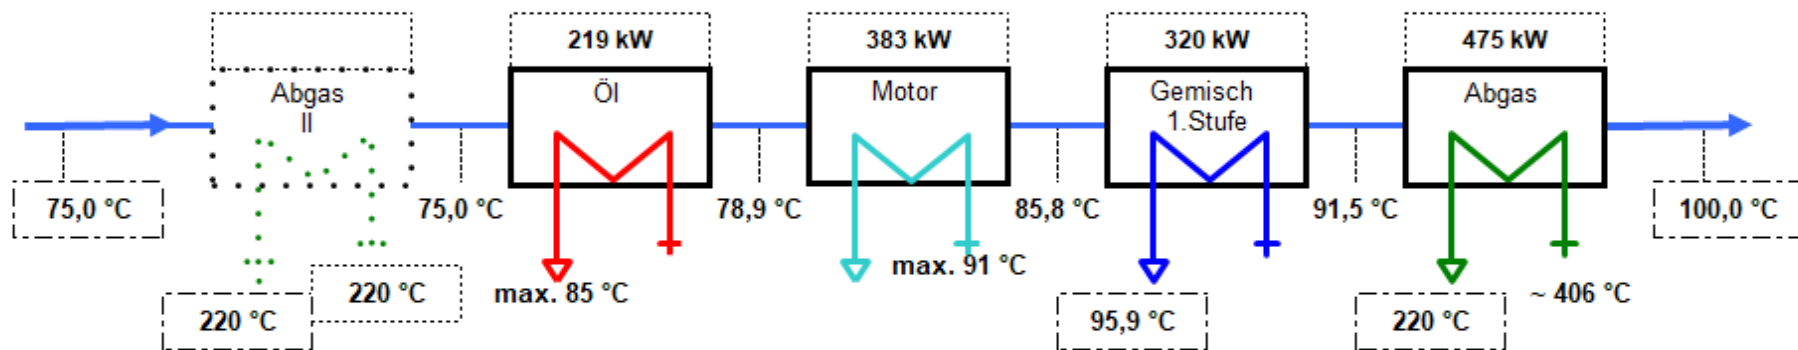 219 kW
383 kW
320 kW
475 kW
Abgas
II
Öl
Motor
Gemisch
1.Stufe
Abgas
75,0 °C
75,0 °C
78,9 °C
85,8 °C
91,5 °C
100,0 °C
220 °C
220 °C
max. 85 °C
max. 91 °C
95,9 °C
220 °C
~ 406 °C